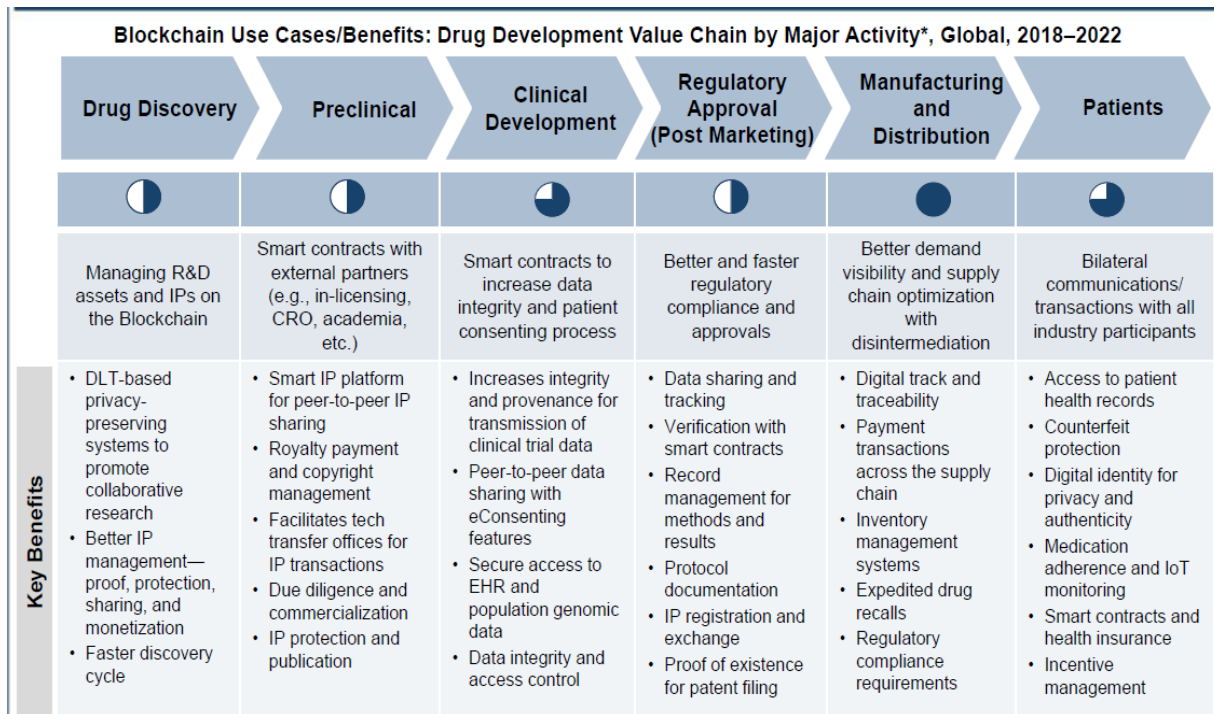 Blockchain Use Cases/Benefits: Drug Development Value Chain by Major Activity*, Global, 2018–2022
Drug Discovery
Preclinical
Clinical
Development
Regulatory
Approval
(Post Marketing)
Manufacturing
and
Distribution
Patients
Managing R&D
assets and IPs on
the Blockchain
Smart contracts with
external partners
(e.g., in-licensing,
CRO, academia,
etc.)
Smart contracts to
increase data
integrity and patient
consenting process
Better and faster
regulatory
compliance and
approvals
Better demand
visibility and supply
chain optimization
with
disintermediation
Bilateral
communications/
transactions with all
industry participants
Key Benefits
• DLT-based
privacy-
preserving
systems to
promote
collaborative
research
• Better IP
management—
proof, protection,
sharing, and
monetization
• Faster discovery
cycle
• Smart IP platform
for peer-to-peer IP
sharing
• Royalty payment
and copyright
management
• Facilitates tech
transfer offices for
IP transactions
• Due diligence and
commercialization
• IP protection and
publication
• Increases integrity
and provenance for
transmission of
clinical trial data
• Peer-to-peer data
sharing with
eConsenting
features
• Secure access to
EHR and
population genomic
data
• Data integrity and
access control
• Data sharing and
tracking
• Verification with
smart contracts
• Record
management for
methods and
results
• Protocol
documentation
• IP registration and
exchange
• Proof of existence
for patent filing
• Digital track and
traceability
• Payment
transactions
across the supply
chain
• Inventory
management
systems
• Expedited drug
recalls
• Regulatory
compliance
requirements
• Access to patient
health records
• Counterfeit
protection
• Digital identity for
privacy and
authenticity
• Medication
adherence and IoT
monitoring
• Smart contracts and
health insurance
• Incentive
management